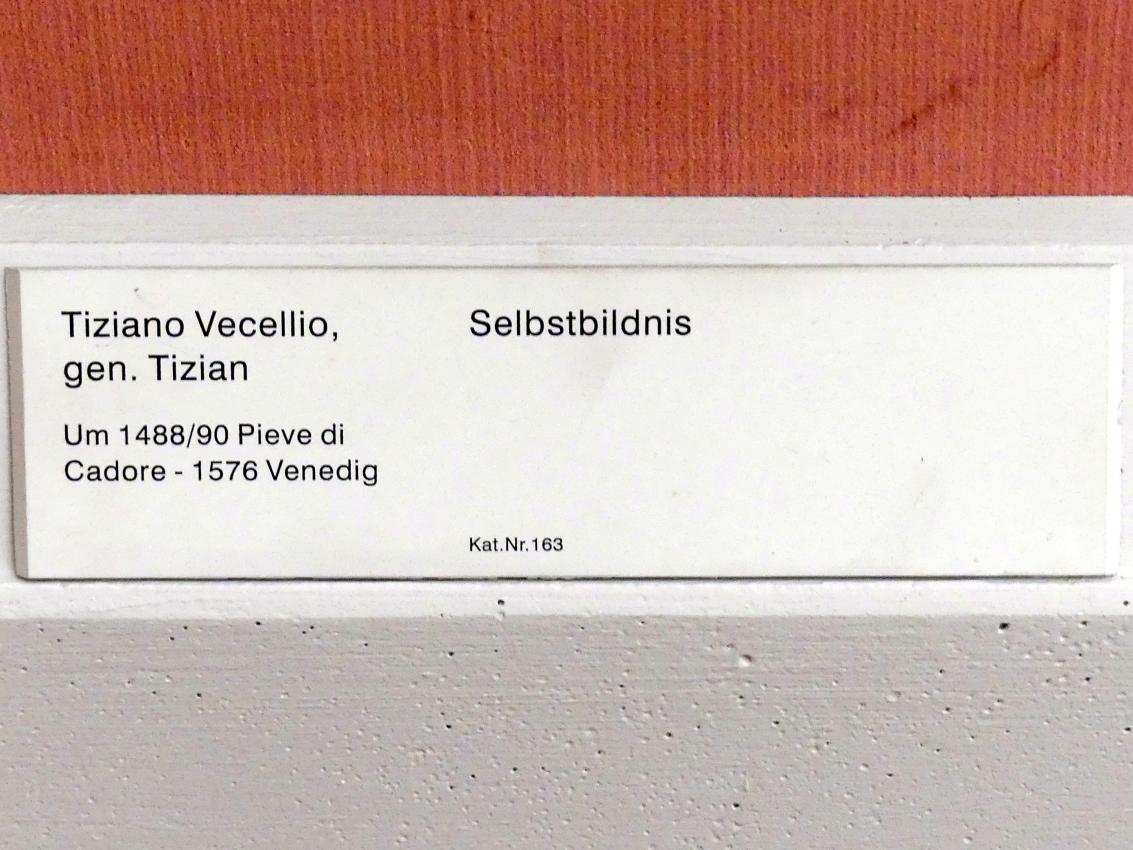 Tiziano Vecellio,
gen. Tizian
Um 1488/90 Pieve di
Cadore - 1576 Venedig
Selbstbildnis
Kat.Nr.163